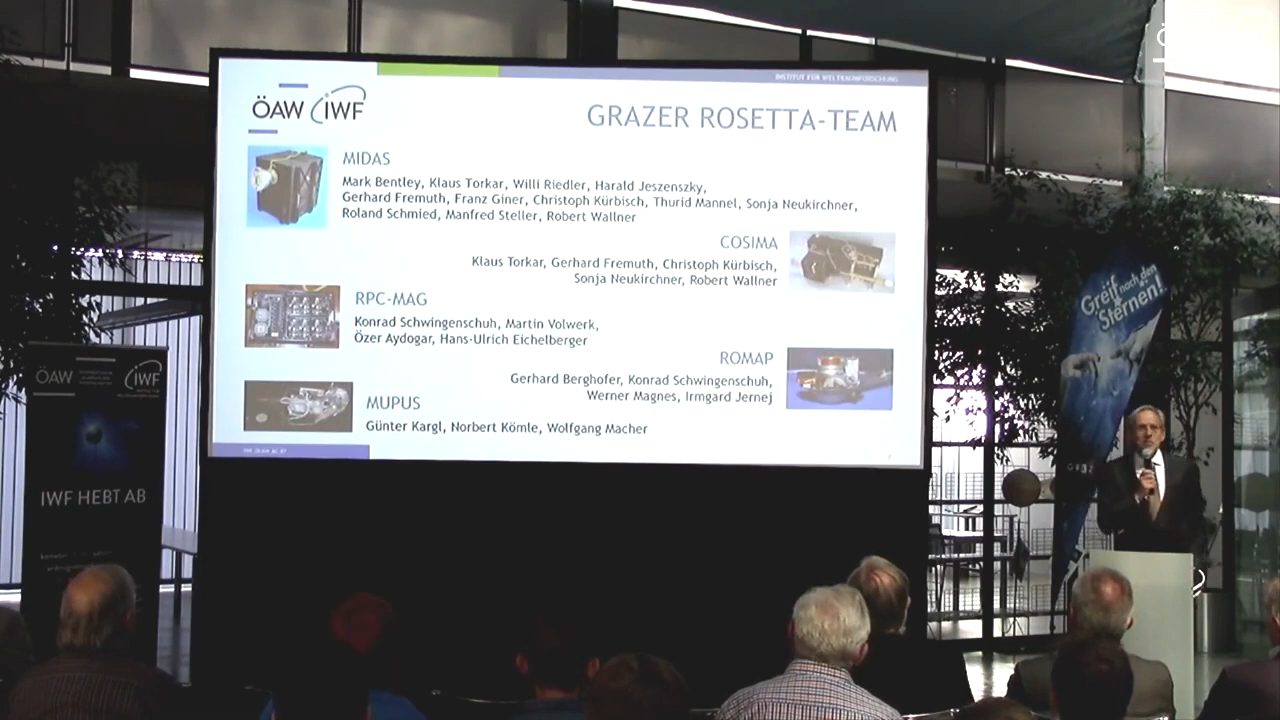 INSTITUT FÜR WELTRAUMFORSCHUNG
ÖAW IWF
GRAZER ROSETTA-TEAM
MIDAS
Mark Bentley, Klaus Torkar, Willi Riedler, Harald Jeszenszky,
Gerhard Fremuth, Franz Giner, Christoph Kürbisch, Thurid Mannel, Sonja Neukirchner,
Roland Schmied, Manfred Steller, Robert Wallner
COSIMA
Klaus Torkar, Gerhard Fremuth, Christoph Kürbisch,
Sonja Neukirchner, Robert Wallner
RPC-MAG
Konrad Schwingenschuh, Martin Volwerk,
Özer Aydogar, Hans-Ulrich Eichelberger
ROMAP
Gerhard Berghofer, Konrad Schwingenschuh,
Werner Magnes, Irmgard Jernej
MUPUS
Günter Kargl, Norbert Kömle, Wolfgang Macher
ÖAW IWF
IWF HEBT AB
Greif nach den
Sternen!